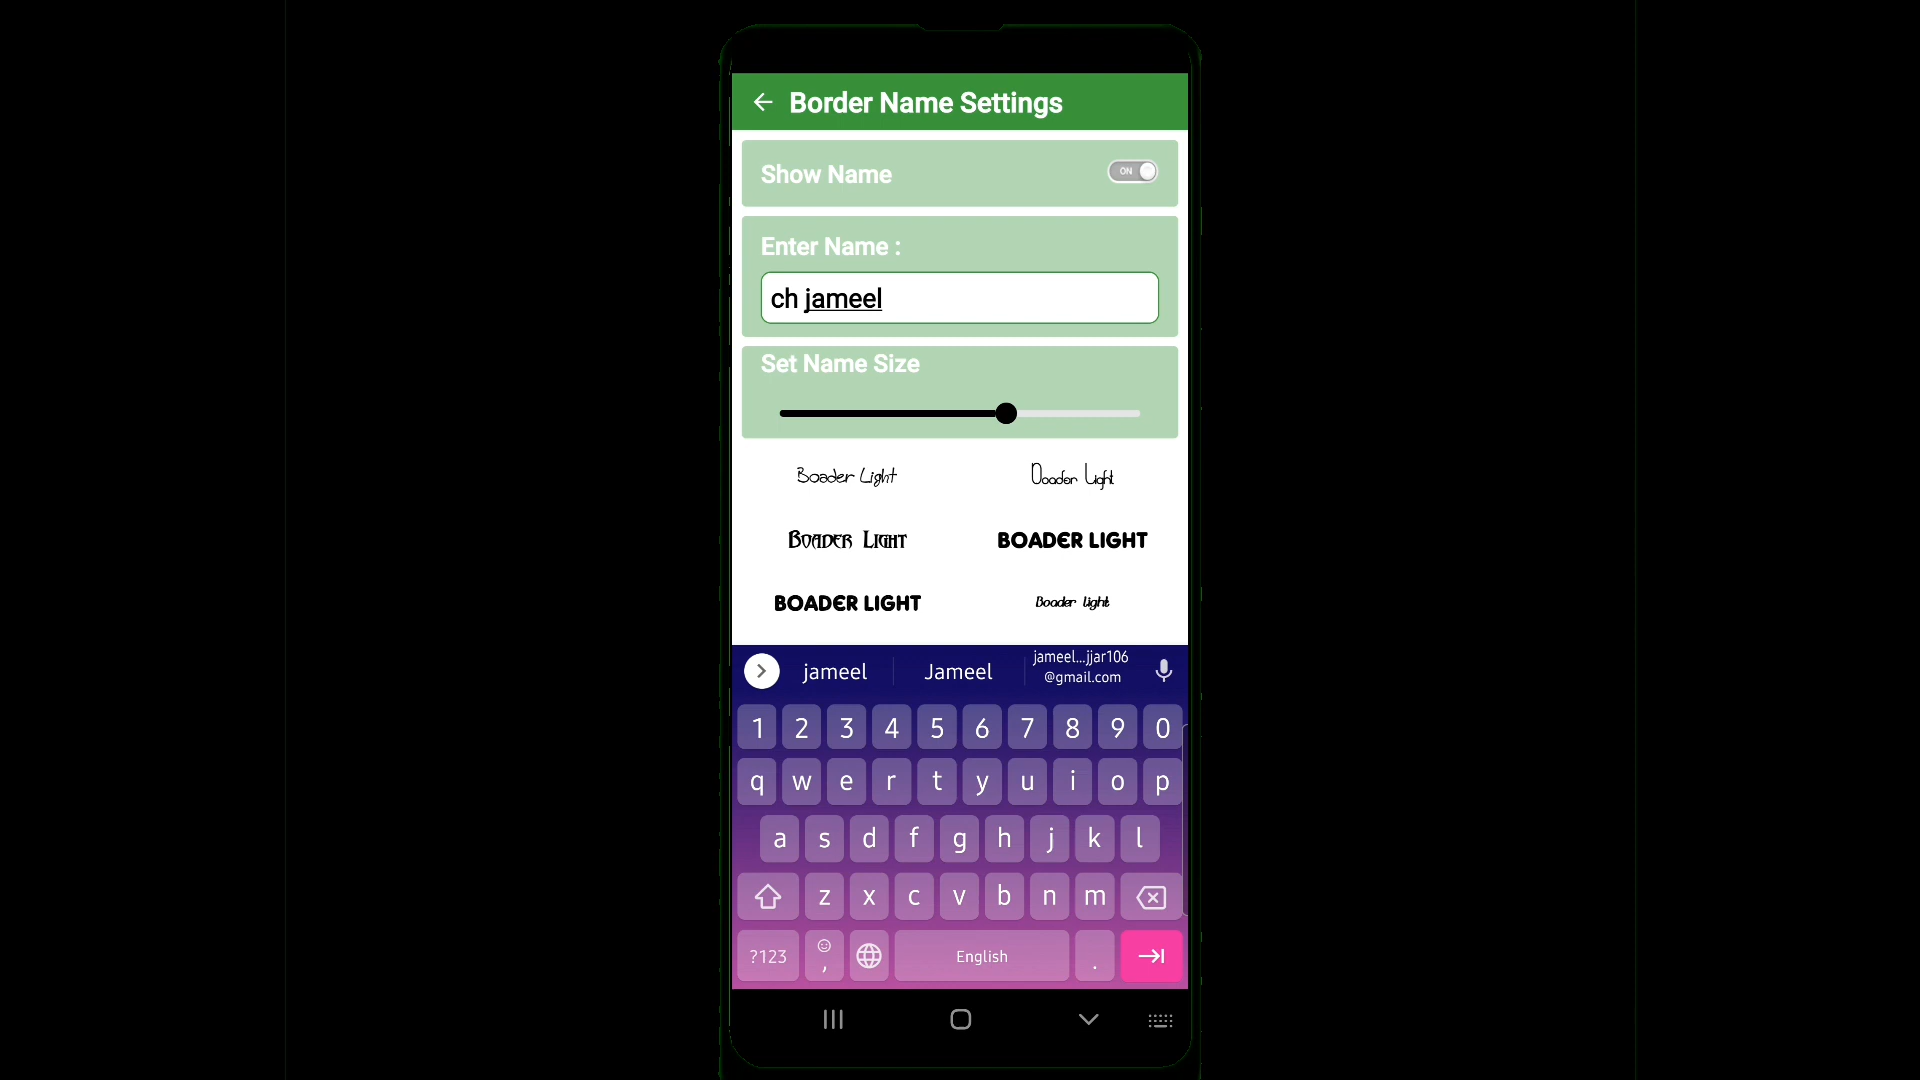 Border Name Settings
Show Name
ON
Enter Name :
ch jameel
Set Name Size
Boader Light
Boader Light
Boader Light
BOADER LIGHT
BOADER LIGHT
Boader light
jameel
Jameel
jameel...jjar106
@gmail.com
1 2 3 4 5 6 7 8 9 0
q w e r t y u i o p
a s d f g h j k l
z x c v b n m
?123 , English .